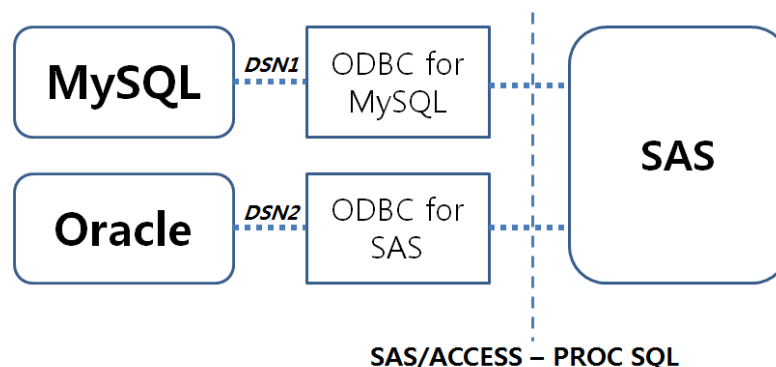 MySQL
DSN1
ODBC for
MySQL
SAS
Oracle
DSN2
ODBC for
SAS
SAS/ACCESS – PROC SQL